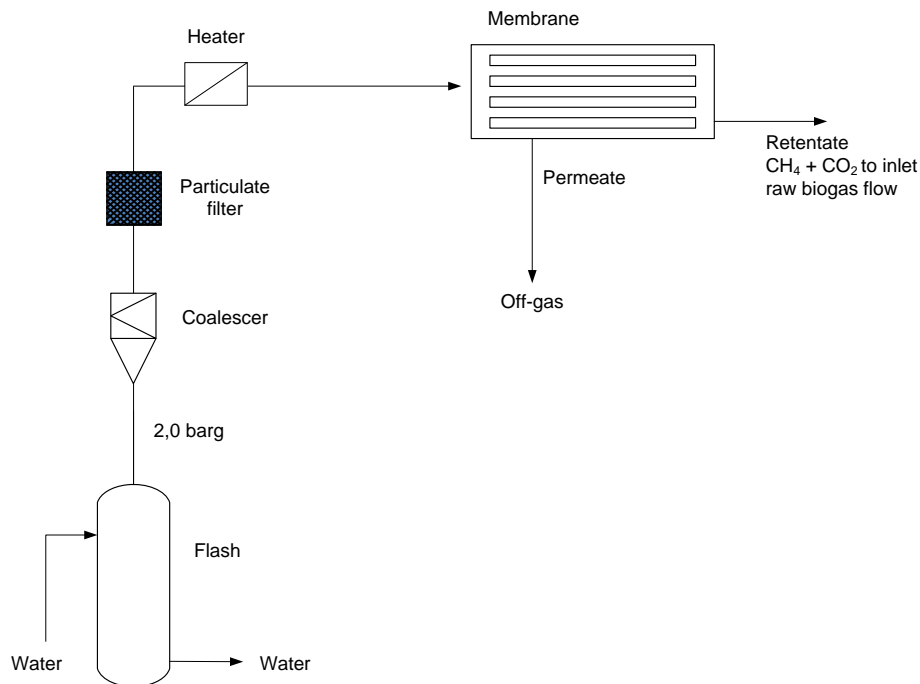 Membrane
Heater
Retentate
CH₄ + CO₂ to inlet
raw biogas flow
Permeate
Particulate
filter
Off-gas
Coalescer
2,0 barg
Flash
Water
Water